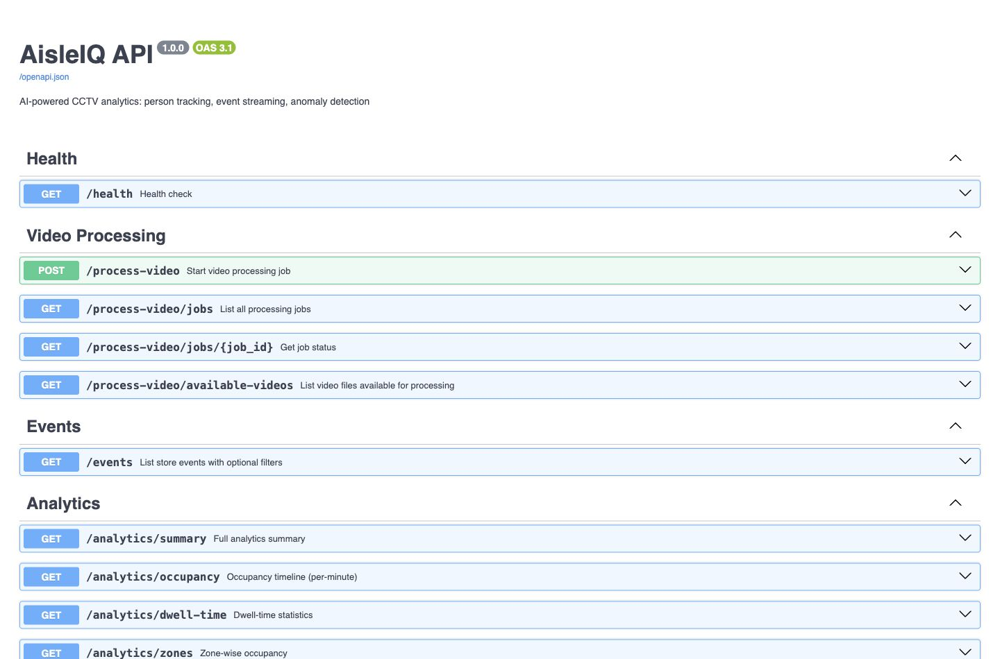 AisleIQ API 1.0.0 OAS 3.1
/openapi.json
AI-powered CCTV analytics: person tracking, event streaming, anomaly detection
Health
GET /health Health check
Video Processing
POST /process-video Start video processing job
GET /process-video/jobs List all processing jobs
GET /process-video/jobs/{job_id} Get job status
GET /process-video/available-videos List video files available for processing
Events
GET /events List store events with optional filters
Analytics
GET /analytics/summary Full analytics summary
GET /analytics/occupancy Occupancy timeline (per-minute)
GET /analytics/dwell-time Dwell-time statistics
GET /analytics/zones Zone-wise occupancy